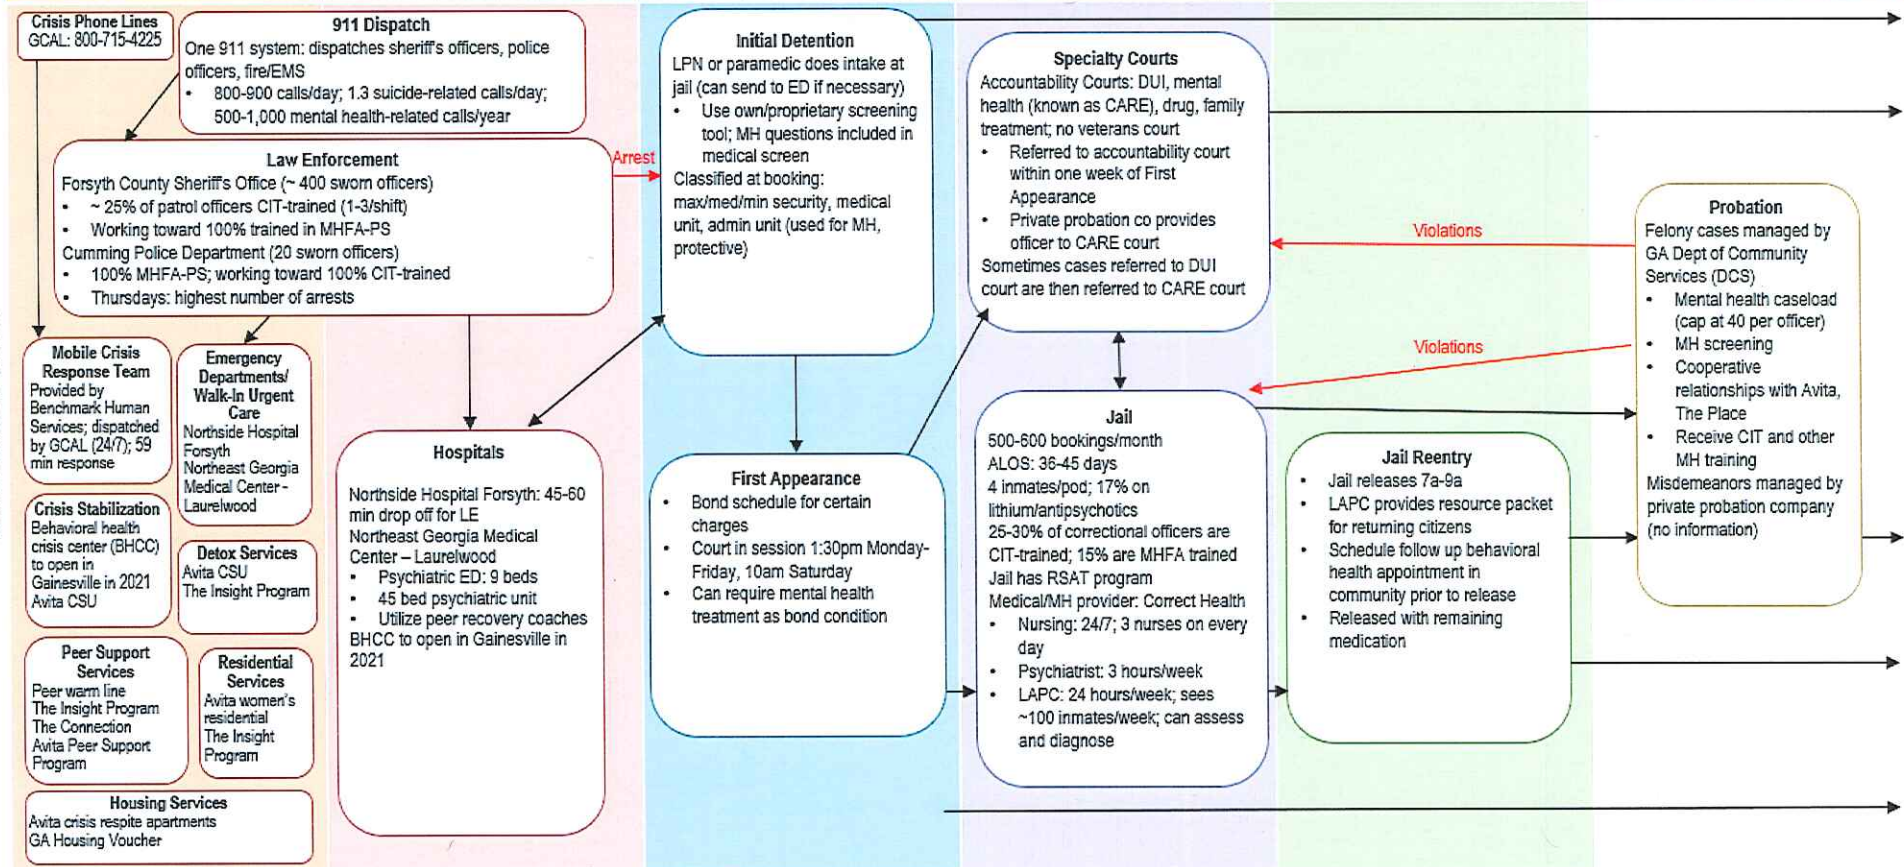 Crisis Phone Lines
GCAL: 800-715-4225
911 Dispatch
One 911 system: dispatches sheriff's officers, police
officers, fire/EMS
• 800-900 calls/day; 1.3 suicide-related calls/day;
500-1,000 mental health-related calls/year
Law Enforcement
Forsyth County Sheriff's Office (~ 400 sworn officers)
• ~ 25% of patrol officers CIT-trained (1-3/shift)
• Working toward 100% trained in MHFA-PS
Cumming Police Department (20 sworn officers)
• 100% MHFA-PS; working toward 100% CIT-trained
• Thursdays: highest number of arrests
Arrest
Mobile Crisis
Response Team
Provided by
Benchmark Human
Services; dispatched
by GCAL (24/7); 59
min response
Emergency
Departments/
Walk-In Urgent
Care
Northside Hospital
Forsyth
Northeast Georgia
Medical Center -
Laurelwood
Crisis Stabilization
Behavioral health
crisis center (BHCC)
to open in
Gainesville in 2021
Avita CSU
Detox Services
Avita CSU
The Insight Program
Peer Support
Services
Peer warm line
The Insight Program
The Connection
Avita Peer Support
Program
Residential
Services
Avita women's
residential
The Insight
Program
Housing Services
Avita crisis respite apartments
GA Housing Voucher
Hospitals
Northside Hospital Forsyth: 45-60
min drop off for LE
Northeast Georgia Medical
Center – Laurelwood
• Psychiatric ED: 9 beds
• 45 bed psychiatric unit
• Utilize peer recovery coaches
BHCC to open in Gainesville in
2021
Initial Detention
LPN or paramedic does intake at
jail (can send to ED if necessary)
• Use own/proprietary screening
tool; MH questions included in
medical screen
Classified at booking:
max/med/min security, medical
unit, admin unit (used for MH,
protective)
First Appearance
• Bond schedule for certain
charges
• Court in session 1:30pm Monday-
Friday, 10am Saturday
• Can require mental health
treatment as bond condition
Specialty Courts
Accountability Courts: DUI, mental
health (known as CARE), drug, family
treatment; no veterans court
• Referred to accountability court
within one week of First
Appearance
• Private probation co provides
officer to CARE court
Sometimes cases referred to DUI
court are then referred to CARE court
Jail
500-600 bookings/month
ALOS: 36-45 days
4 inmates/pod; 17% on
lithium/antipsychotics
25-30% of correctional officers are
CIT-trained; 15% are MHFA trained
Jail has RSAT program
Medical/MH provider: Correct Health
• Nursing: 24/7; 3 nurses on every
day
• Psychiatrist: 3 hours/week
• LAPC: 24 hours/week; sees
~100 inmates/week; can assess
and diagnose
Violations
Violations
Jail Reentry
• Jail releases 7a-9a
• LAPC provides resource packet
for returning citizens
• Schedule follow up behavioral
health appointment in
community prior to release
• Released with remaining
medication
Probation
Felony cases managed by
GA Dept of Community
Services (DCS)
• Mental health caseload
(cap at 40 per officer)
• MH screening
• Cooperative
relationships with Avita,
The Place
• Receive CIT and other
MH training
Misdemeanors managed by
private probation company
(no information)